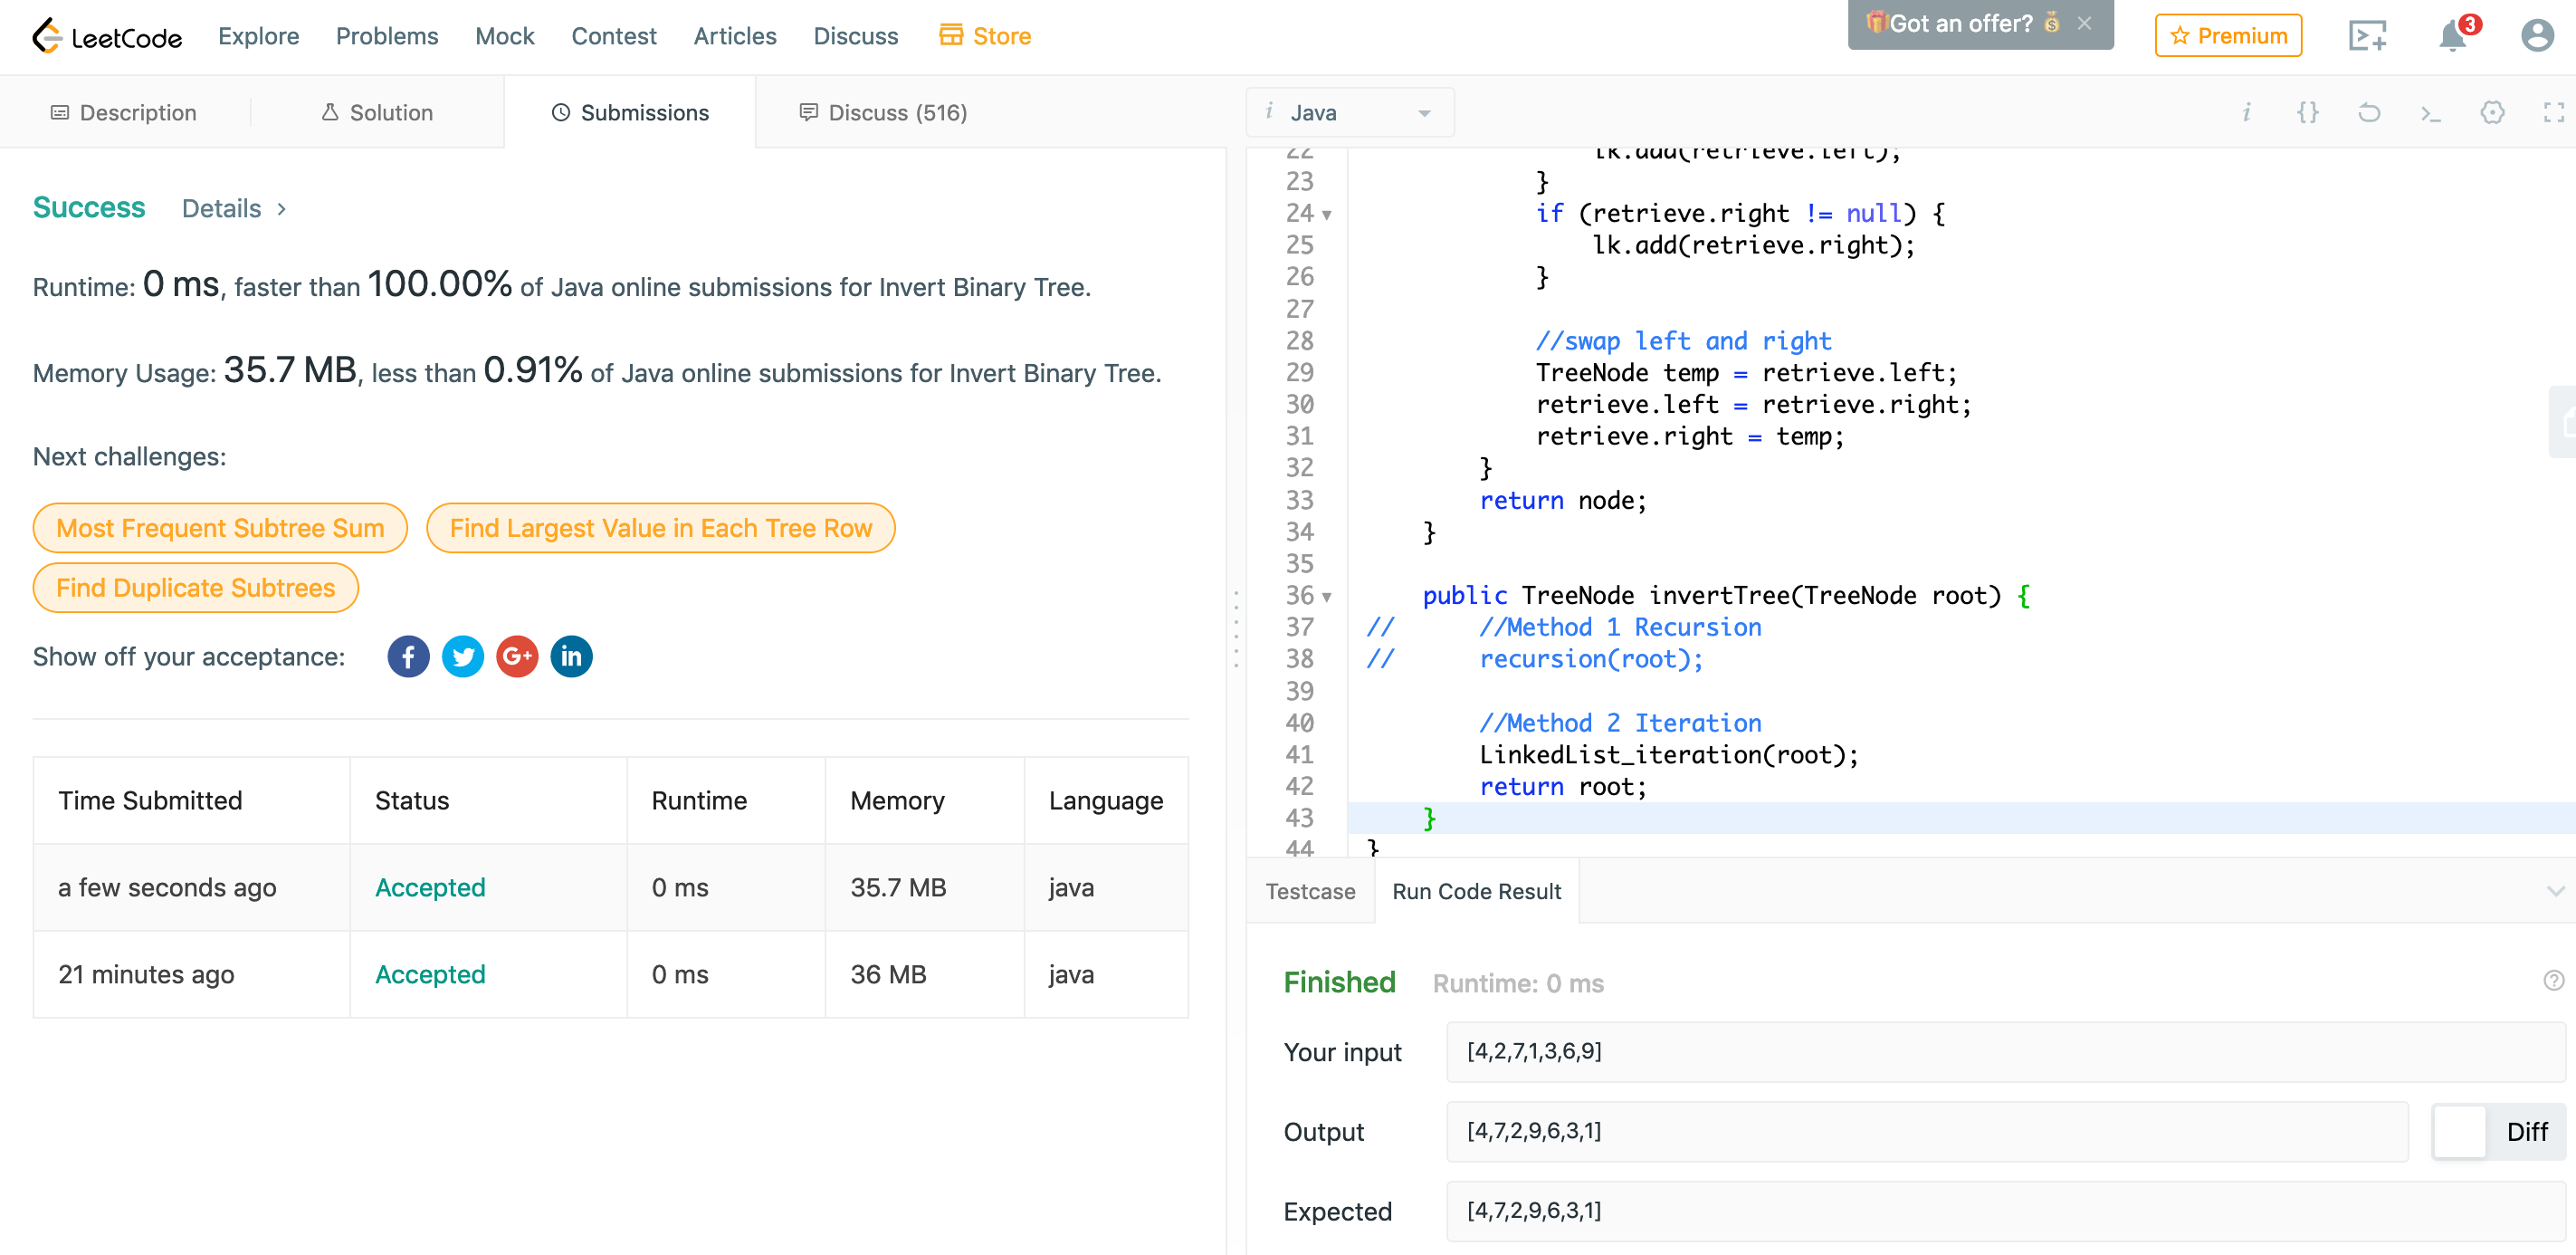 LeetCode Explore Problems Mock Contest Articles Discuss Store 🎁Got an offer? 💰 × Premium 3
Description Solution Submissions Discuss (516)
Success Details >
Runtime: 0 ms, faster than 100.00% of Java online submissions for Invert Binary Tree.
Memory Usage: 35.7 MB, less than 0.91% of Java online submissions for Invert Binary Tree.
Next challenges:
Most Frequent Subtree Sum Find Largest Value in Each Tree Row
Find Duplicate Subtrees
Show off your acceptance: f G+ in
Time Submitted Status Runtime Memory Language
a few seconds ago Accepted 0 ms 35.7 MB java
21 minutes ago Accepted 0 ms 36 MB java
i Java i {} >_
22 lk.add(retrieve.left);
23 }
24 if (retrieve.right != null) {
25 lk.add(retrieve.right);
26 }
27
28 //swap left and right
29 TreeNode temp = retrieve.left;
30 retrieve.left = retrieve.right;
31 retrieve.right = temp;
32 }
33 return node;
34 }
35
36 public TreeNode invertTree(TreeNode root) {
37 // //Method 1 Recursion
38 // recursion(root);
39
40 //Method 2 Iteration
41 LinkedList_iteration(root);
42 return root;
43 }
44 }
Testcase Run Code Result
Finished Runtime: 0 ms ?
Your input [4,2,7,1,3,6,9]
Output [4,7,2,9,6,3,1] Diff
Expected [4,7,2,9,6,3,1]